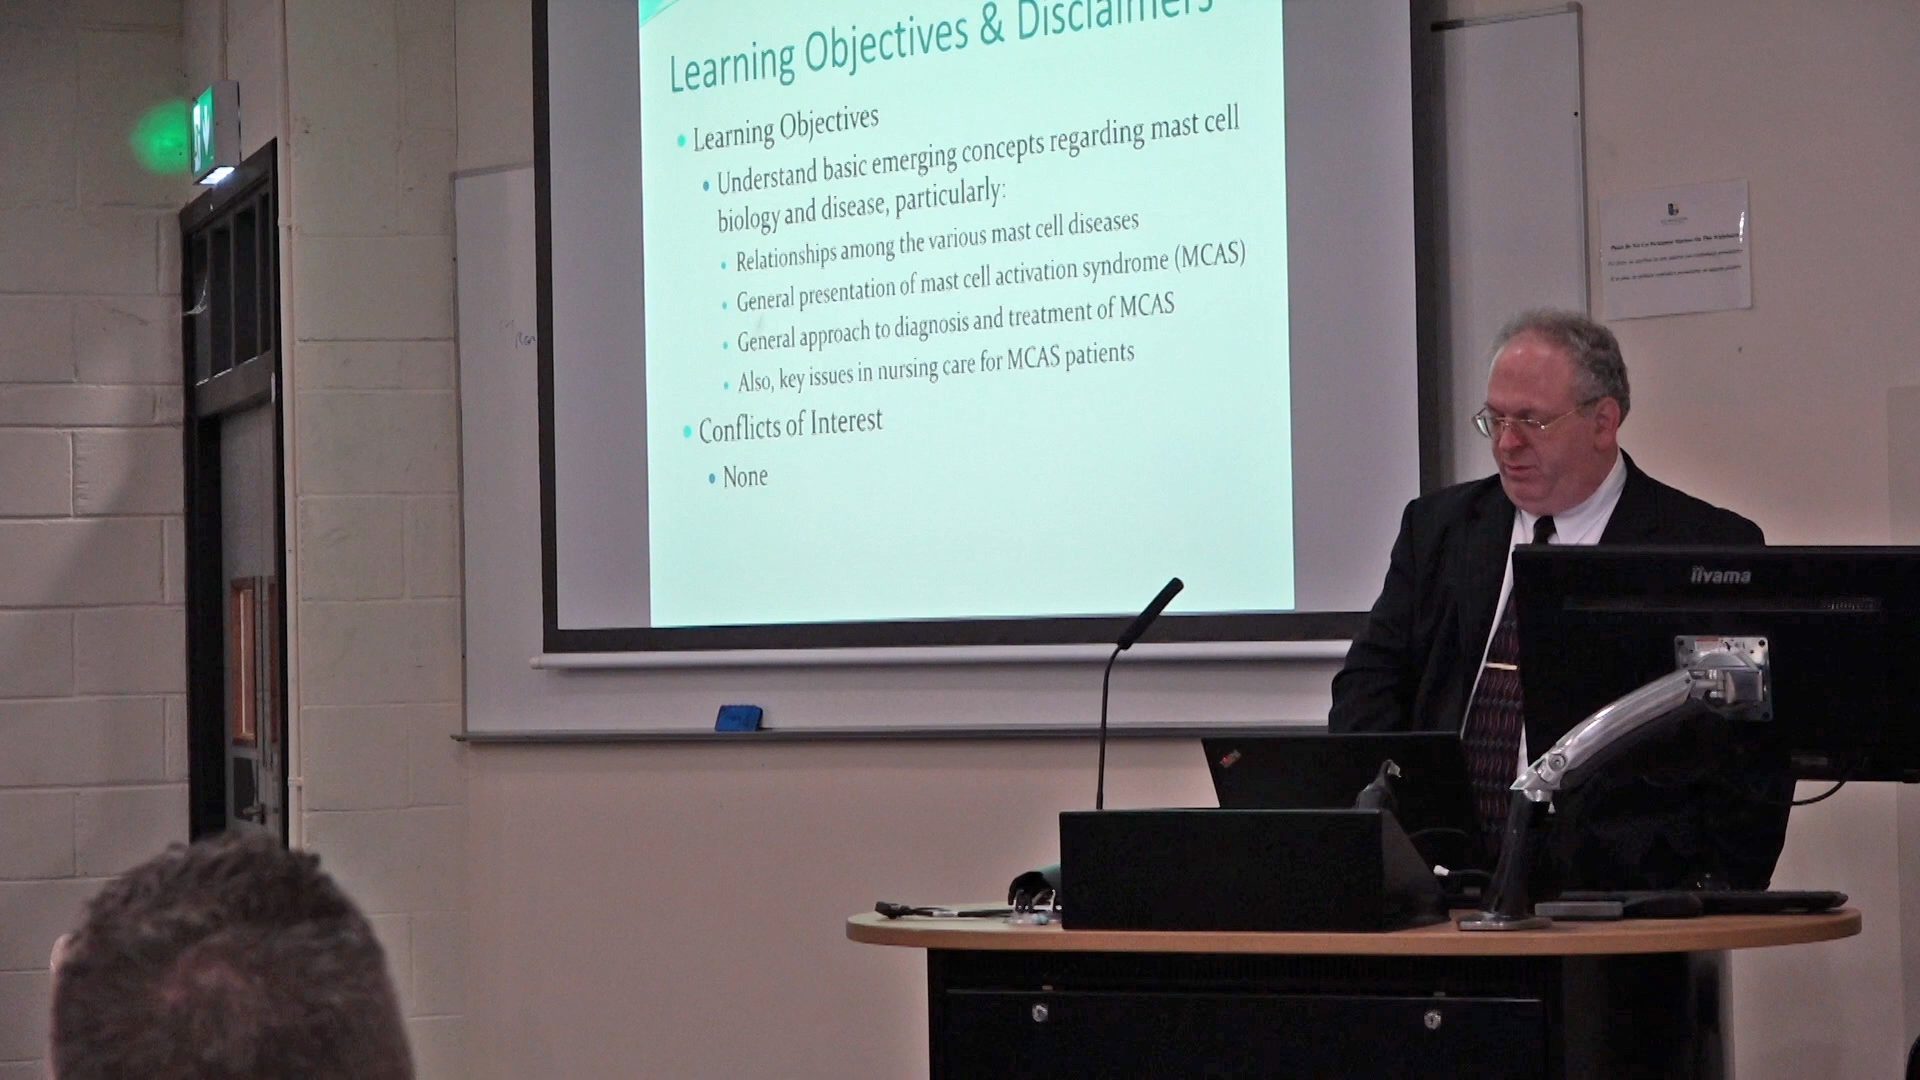 Learning Objectives & Disclaimers
• Learning Objectives
• Understand basic emerging concepts regarding mast cell
biology and disease, particularly:
• Relationships among the various mast cell diseases
• General presentation of mast cell activation syndrome (MCAS)
• General approach to diagnosis and treatment of MCAS
• Also, key issues in nursing care for MCAS patients
• Conflicts of Interest
• None
iiyama